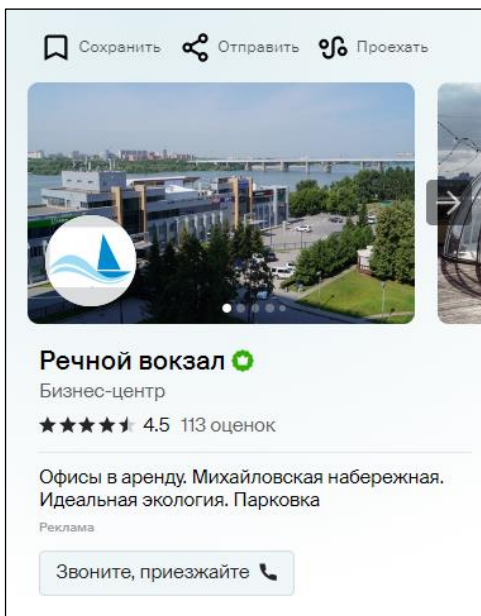 Сохранить Отправить Проехать
Речной вокзал
Бизнес-центр
4.5 113 оценок
Офисы в аренду. Михайловская набережная.
Идеальная экология. Парковка
Реклама
Звоните, приезжайте